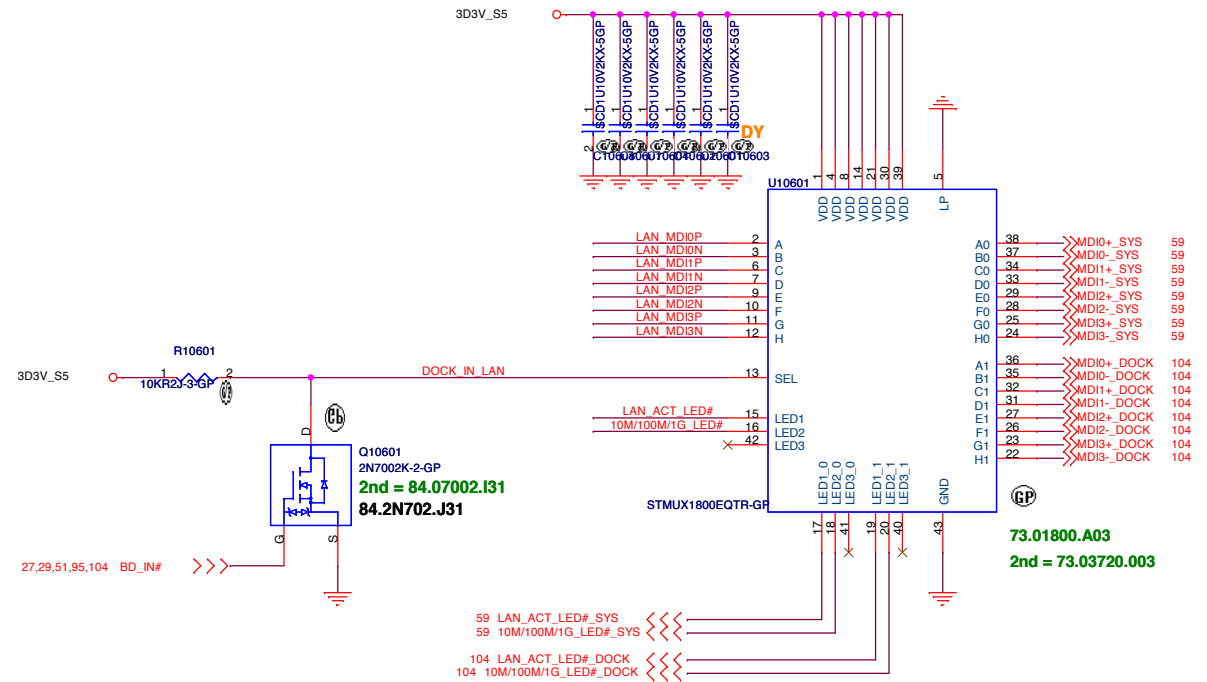 3D3V_S5
SCD1U10V2KX-5GP
SCD1U10V2KX-5GP
SCD1U10V2KX-5GP
SCD1U10V2KX-5GP
SCD1U10V2KX-5GP
SCD1U10V2KX-5GP
1 1 1 1 1 1
DY
2
C10603
U10601
1 4 8 14 21 30 39 5
VDD VDD VDD VDD VDD VDD VDD LP
LAN_MDI0P 2 A
LAN_MDI0N 3 B
LAN_MDI1P 6 C
LAN_MDI1N 7 D
LAN_MDI2P 9 E
LAN_MDI2N 10 F
LAN_MDI3P 11 G
LAN_MDI3N 12 H
A0 38 MDI0+_SYS 59
B0 37 MDI0-_SYS 59
C0 34 MDI1+_SYS 59
D0 33 MDI1-_SYS 59
E0 29 MDI2+_SYS 59
F0 28 MDI2-_SYS 59
G0 25 MDI3+_SYS 59
H0 24 MDI3-_SYS 59
A1 36 MDI0+_DOCK 104
B1 35 MDI0-_DOCK 104
C1 32 MDI1+_DOCK 104
D1 31 MDI1-_DOCK 104
E1 27 MDI2+_DOCK 104
F1 26 MDI2-_DOCK 104
G1 23 MDI3+_DOCK 104
H1 22 MDI3-_DOCK 104
R10601
3D3V_S5 1 2 DOCK_IN_LAN 13 SEL
10KR2J-3-GP
LAN_ACT_LED# 15 LED1
10M/100M/1G_LED# 16 LED2
42 LED3
D
Q10601
2N7002K-2-GP
2nd = 84.07002.I31
84.2N702.J31
G S
27,29,51,95,104 BD_IN#
LED1_0 LED2_0 LED3_0 LED1_1 LED2_1 LED3_1 GND
STMUX1800EQTR-GP
17 18 41 19 20 40 43
GP
73.01800.A03
2nd = 73.03720.003
59 LAN_ACT_LED#_SYS
59 10M/100M/1G_LED#_SYS
104 LAN_ACT_LED#_DOCK
104 10M/100M/1G_LED#_DOCK